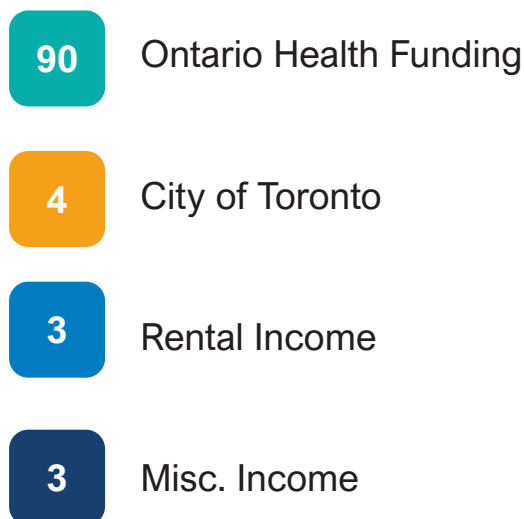 90 Ontario Health Funding
4 City of Toronto
3 Rental Income
3 Misc. Income